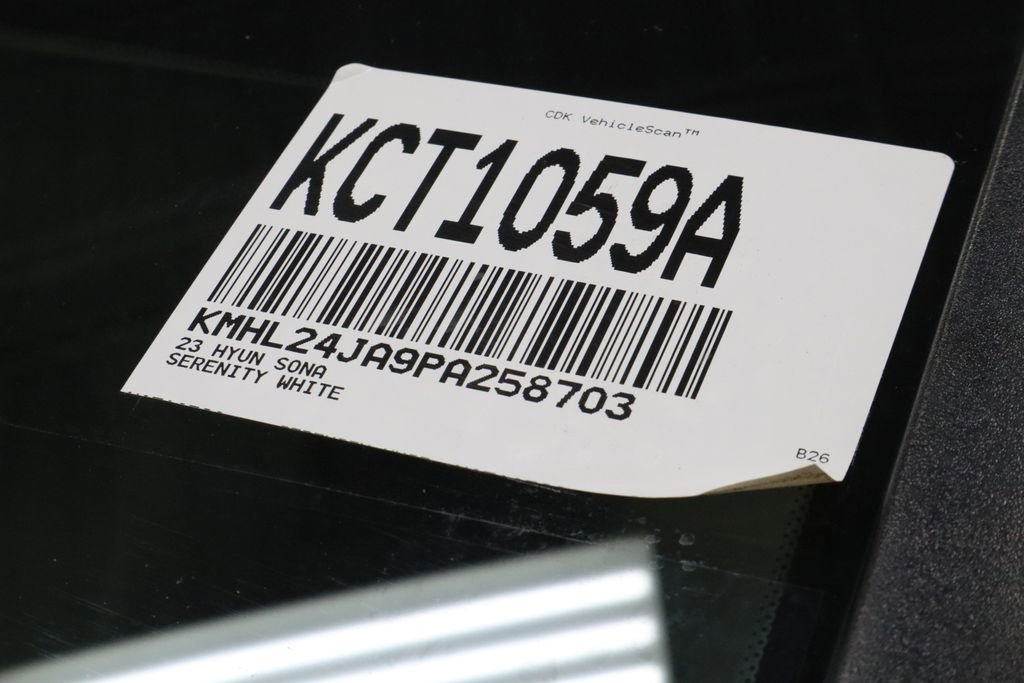 CDK VehicleScan™
KCT1059A
KMHL24JA9PA258703
23 HYUN SONA
SERENITY WHITE
B26